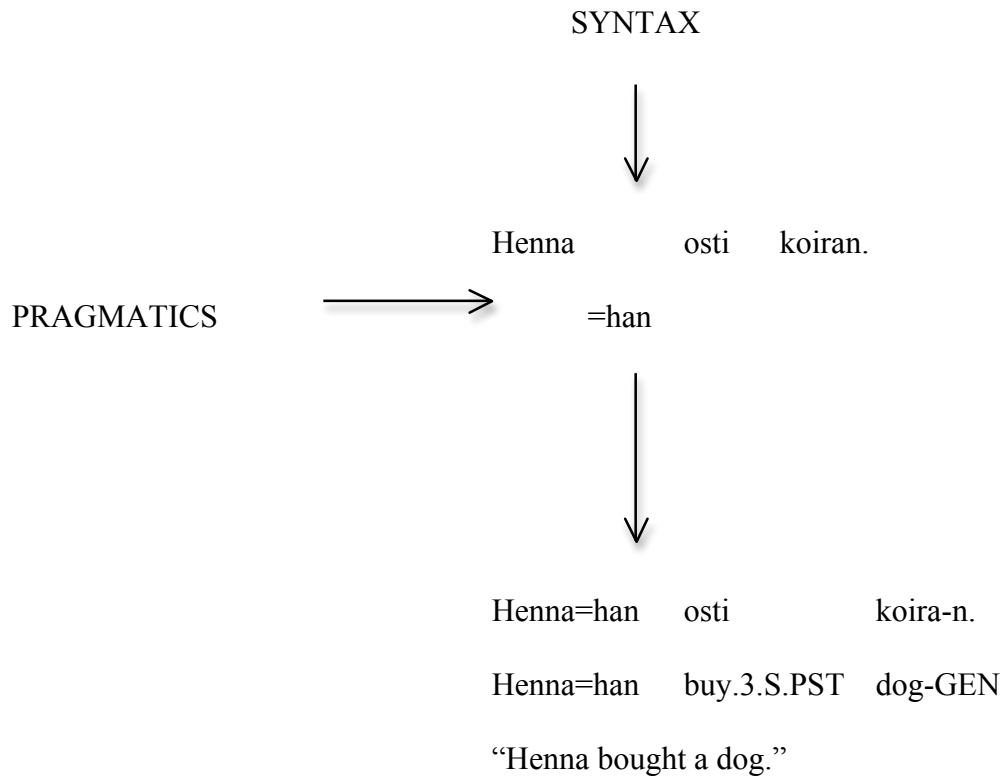 SYNTAX
Henna osti koiran.
PRAGMATICS =han
Henna=han osti koira-n.
Henna=han buy.3.S.PST dog-GEN
“Henna bought a dog.”